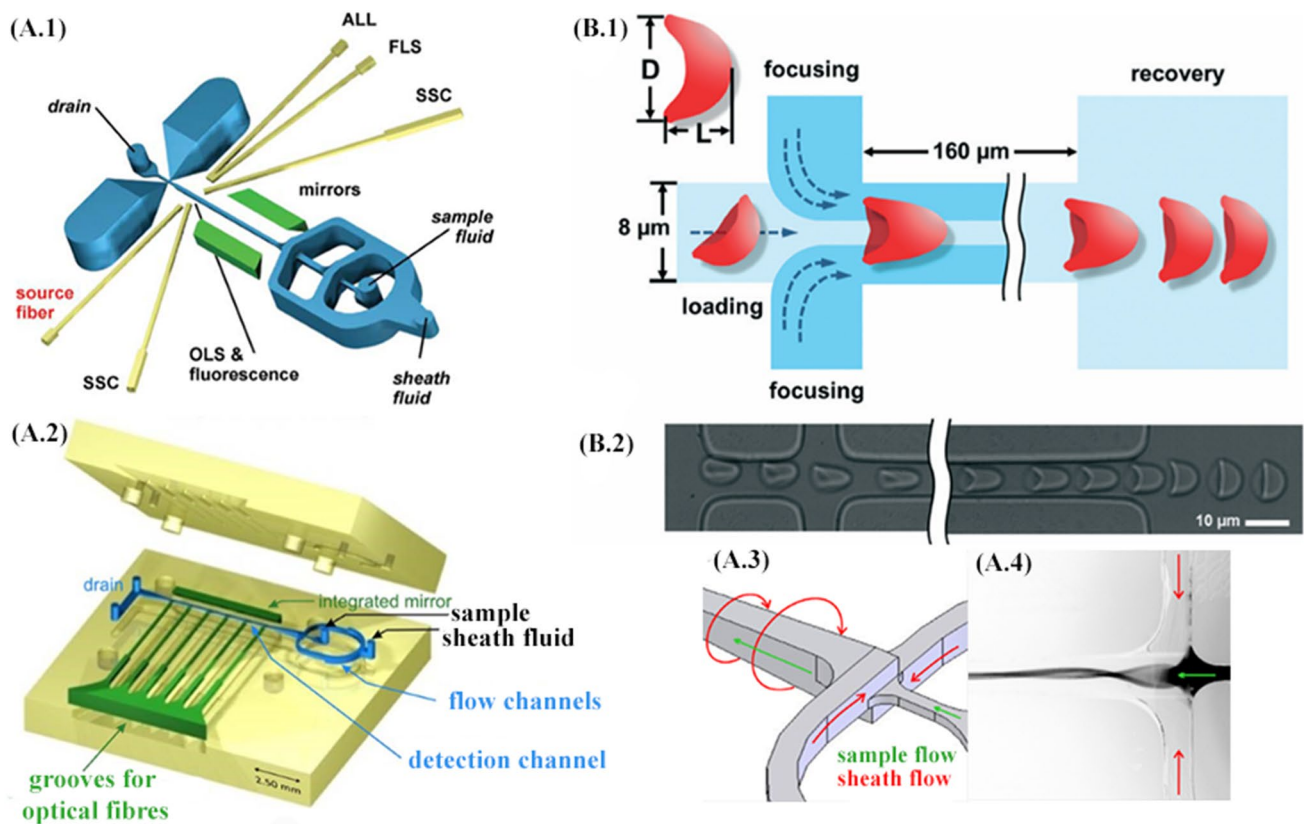 (A.1)
ALL
FLS
SSC
drain
mirrors
sample
fluid
source
fiber
OLS &
fluorescence
SSC
sheath
fluid
(B.1)
D
L
focusing
recovery
160 µm
8 µm
loading
focusing
(A.2)
drain
integrated mirror
sample
sheath fluid
flow channels
detection channel
2.50 mm
grooves for
optical fibres
(B.2)
10 µm
(A.3)
sample flow
sheath flow
(A.4)